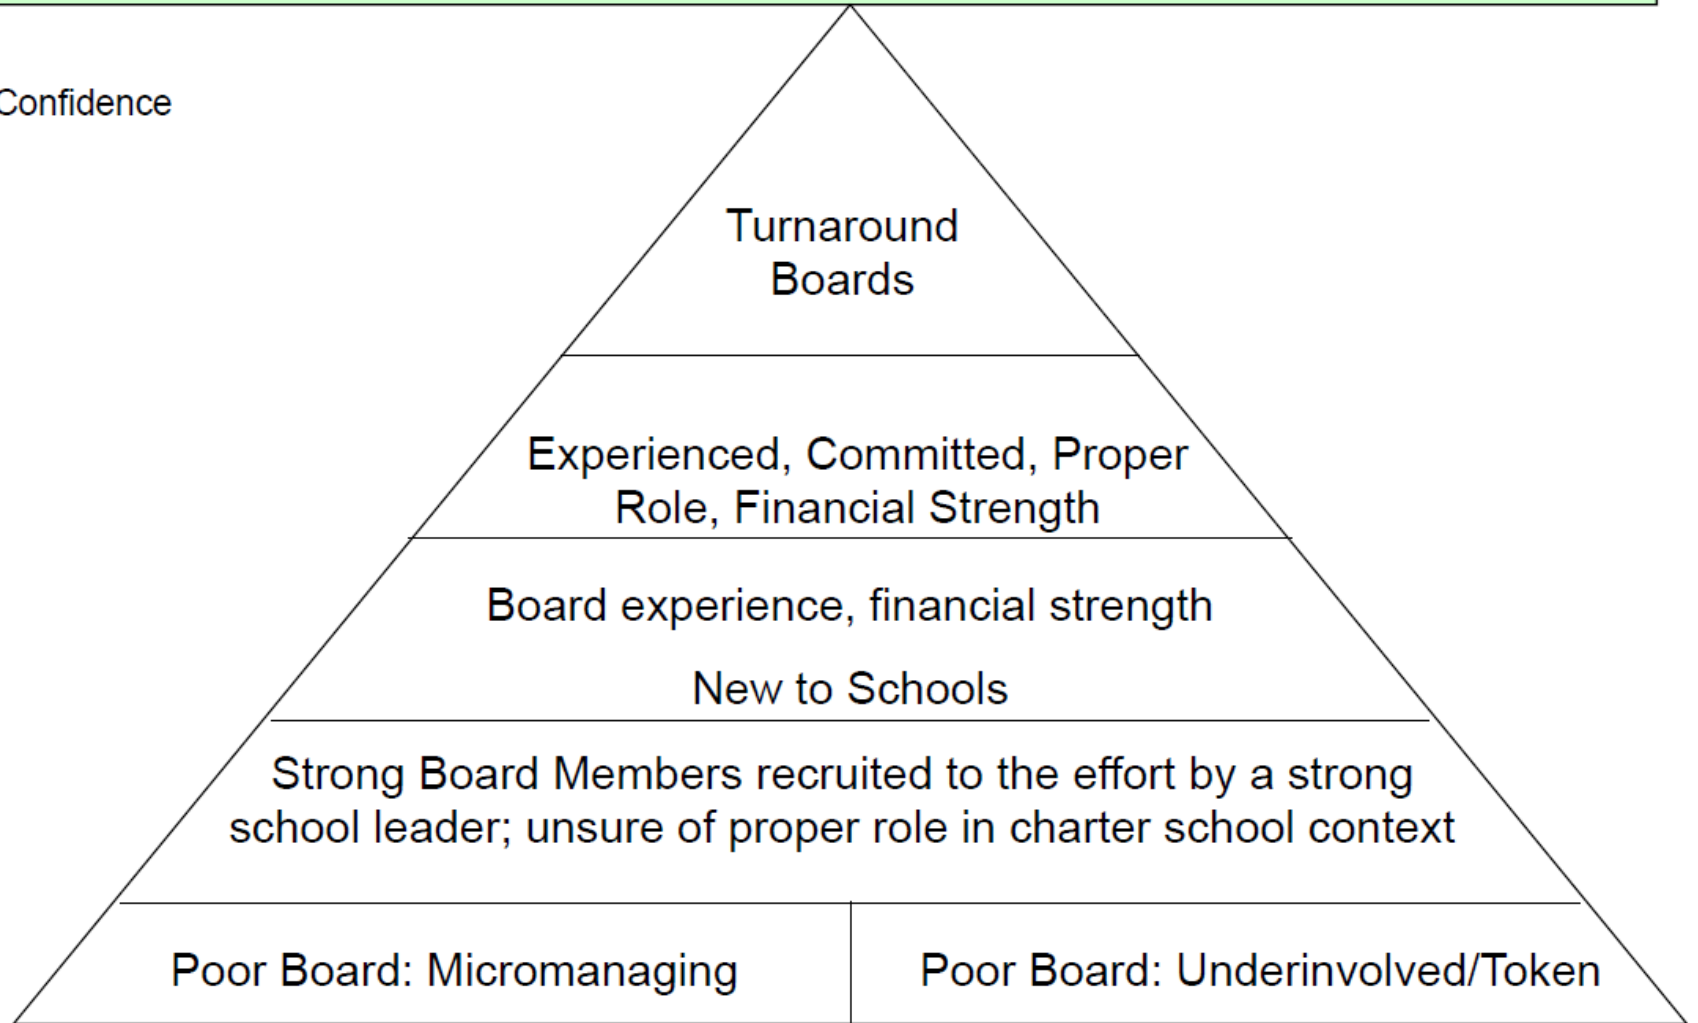 Confidence
Turnaround
Boards
Experienced, Committed, Proper
Role, Financial Strength
Board experience, financial strength
New to Schools
Strong Board Members recruited to the effort by a strong
school leader; unsure of proper role in charter school context
Poor Board: Micromanaging
Poor Board: Underinvolved/Token